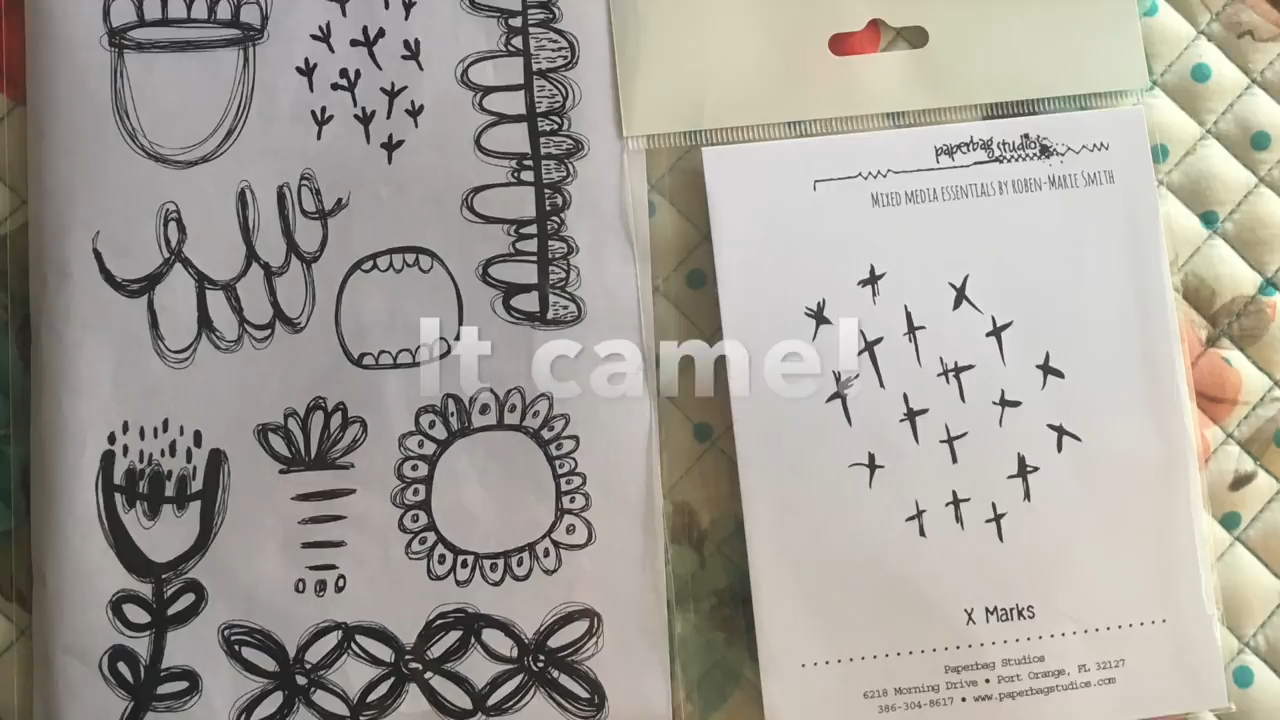 It came!
paperbag studios
Mixed media essentials by Roben-Marie Smith
X Marks
Paperbag Studios
6218 Morning Drive • Port Orange, FL 32127
386-304-8617 • www.paperbagstudios.com